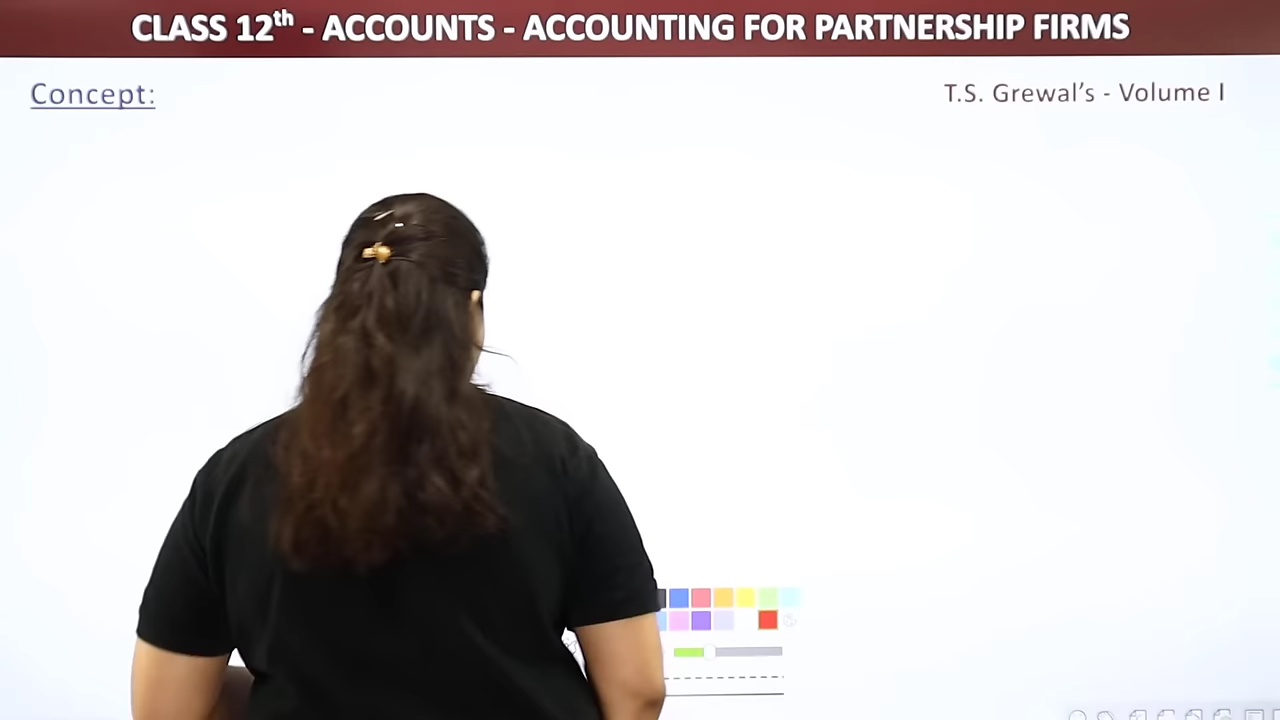 CLASS 12th - ACCOUNTS - ACCOUNTING FOR PARTNERSHIP FIRMS
Concept:
T.S. Grewal's - Volume I